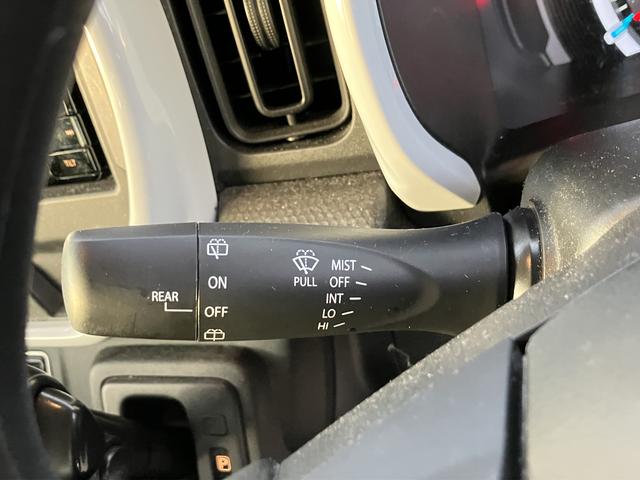 MIST
PULL OFF
ON
INT
REAR
OFF
LO
HI